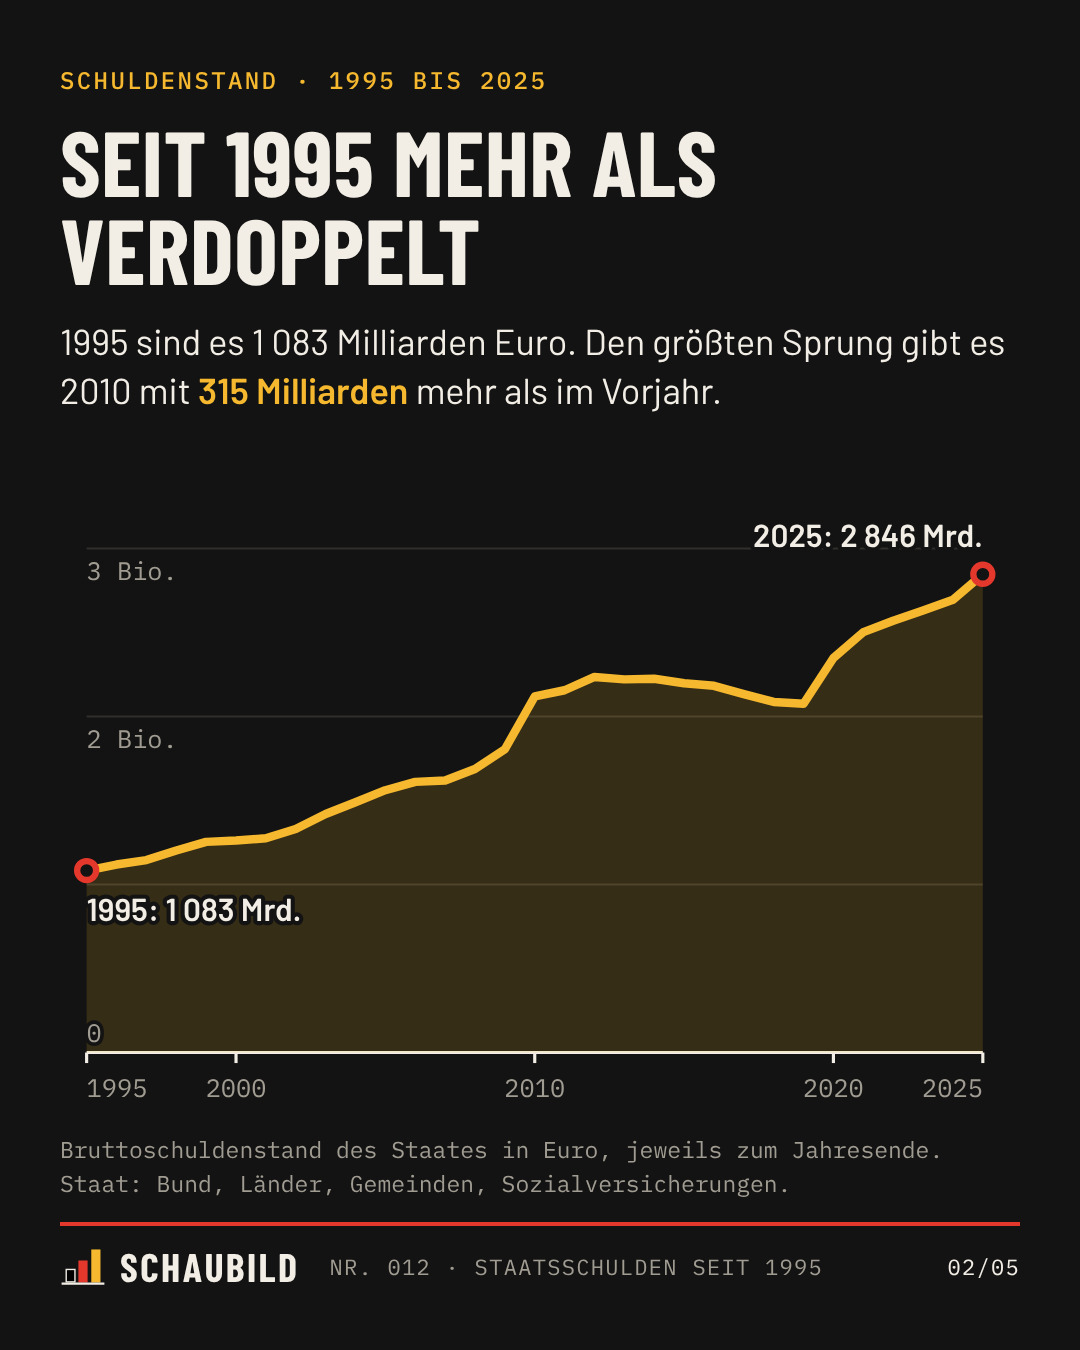 SCHULDENSTAND · 1995 BIS 2025
SEIT 1995 MEHR ALS
VERDOPPELT
1995 sind es 1 083 Milliarden Euro. Den größten Sprung gibt es
2010 mit 315 Milliarden mehr als im Vorjahr.
2025: 2 846 Mrd.
3 Bio.
2 Bio.
1995: 1 083 Mrd.
0
1995 2000 2010 2020 2025
Bruttoschuldenstand des Staates in Euro, jeweils zum Jahresende.
Staat: Bund, Länder, Gemeinden, Sozialversicherungen.
SCHAUBILD NR. 012 · STAATSSCHULDEN SEIT 1995 02/05